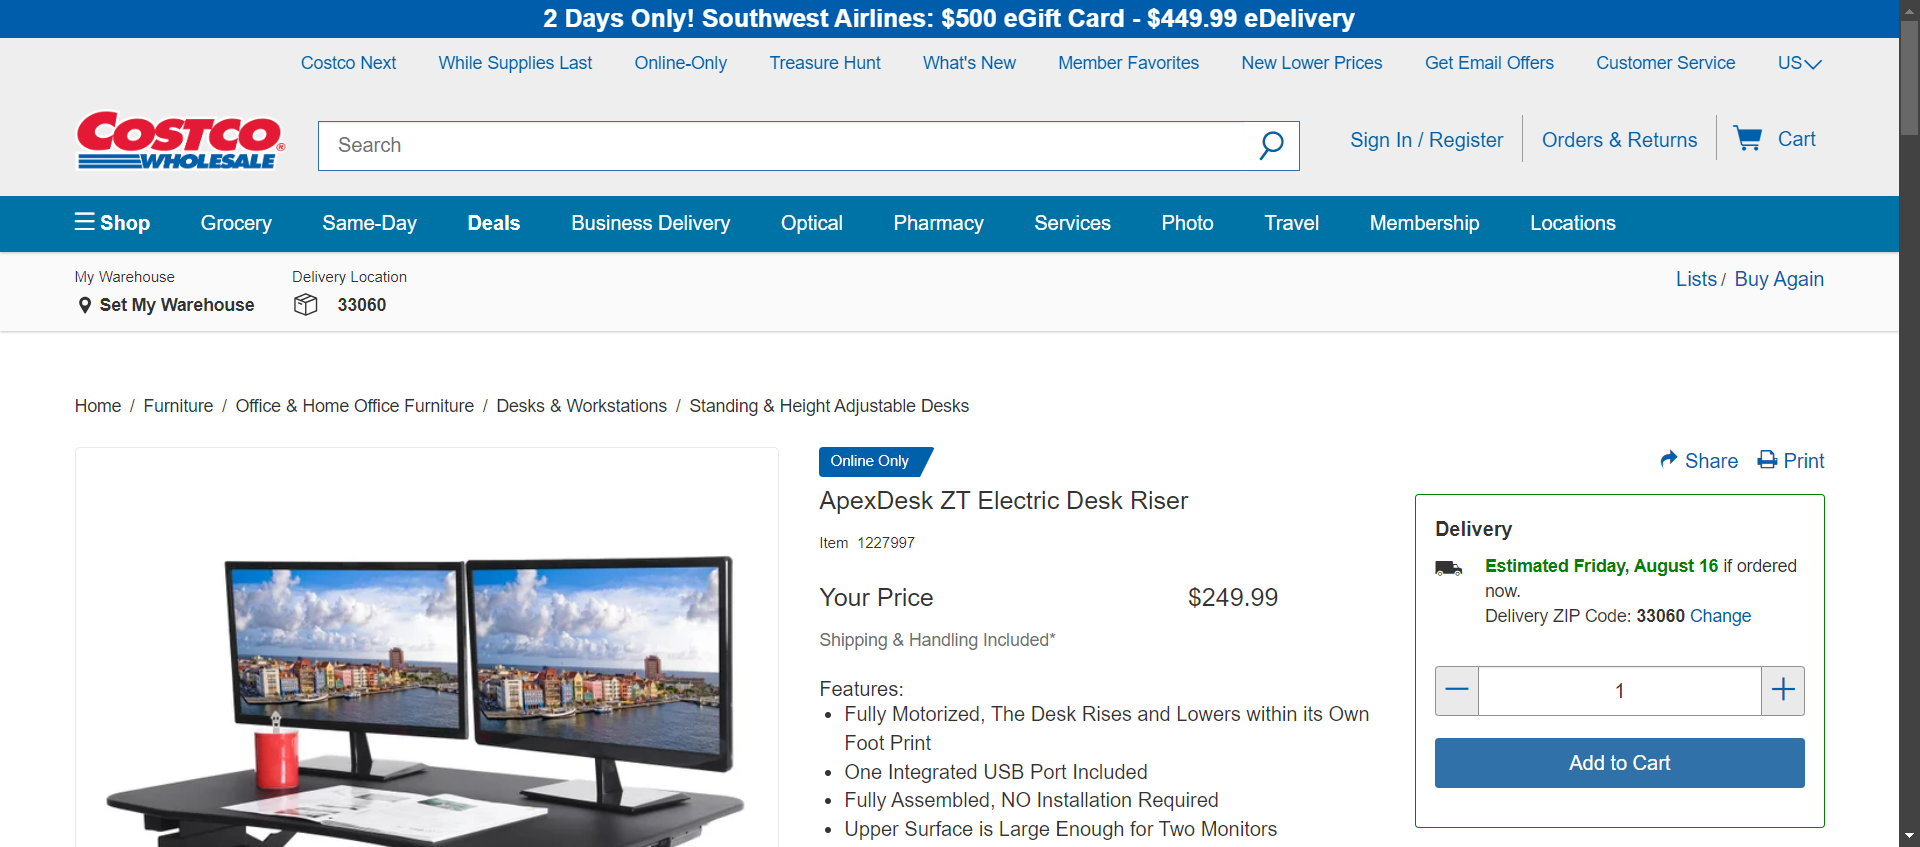 2 Days Only! Southwest Airlines: $500 eGift Card - $449.99 eDelivery
Costco Next While Supplies Last Online-Only Treasure Hunt What's New Member Favorites New Lower Prices Get Email Offers Customer Service US
COSTCO
WHOLESALE
Search
Sign In / Register Orders & Returns Cart
Shop Grocery Same-Day Deals Business Delivery Optical Pharmacy Services Photo Travel Membership Locations
My Warehouse
Set My Warehouse
Delivery Location
33060
Lists / Buy Again
Home / Furniture / Office & Home Office Furniture / Desks & Workstations / Standing & Height Adjustable Desks
Online Only
ApexDesk ZT Electric Desk Riser
Item 1227997
Your Price $249.99
Shipping & Handling Included*
Features:
Fully Motorized, The Desk Rises and Lowers within its Own
Foot Print
One Integrated USB Port Included
Fully Assembled, NO Installation Required
Upper Surface is Large Enough for Two Monitors
Share Print
Delivery
Estimated Friday, August 16 if ordered
now.
Delivery ZIP Code: 33060 Change
1
Add to Cart